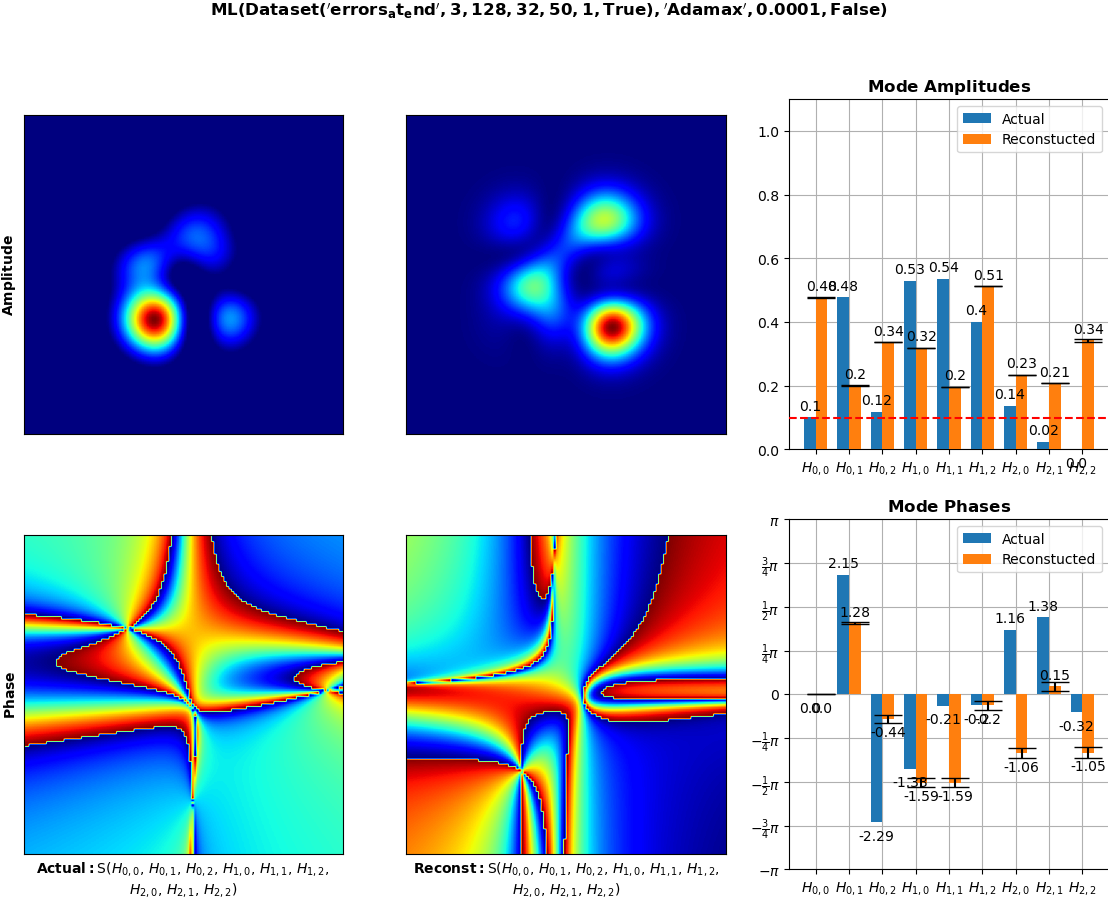 ML(Dataset('errors_at_end', 3, 128, 32, 50, 1, True), 'Adamax', 0.0001, False)
Amplitude
Mode Amplitudes
Actual
Reconstucted
1.0
0.8
0.6
0.4
0.2
0.0
0.1
0.48
0.48
0.2
0.12
0.34
0.53
0.32
0.54
0.2
0.4
0.51
0.14
0.23
0.02
0.21
0.0
0.34
H0,0 H0,1 H0,2 H1,0 H1,1 H1,2 H2,0 H2,1 H2,2
Phase
Actual: S(H0,0, H0,1, H0,2, H1,0, H1,1, H1,2,
H2,0, H2,1, H2,2)
Reconst: S(H0,0, H0,1, H0,2, H1,0, H1,1, H1,2,
H2,0, H2,1, H2,2)
Mode Phases
Actual
Reconstucted
π
3/4π
1/2π
1/4π
0
−1/4π
−1/2π
−3/4π
−π
0.0
0.0
2.15
1.28
-2.29
-0.44
-1.33
-1.59
-0.21
-1.59
-0.2
-0.2
1.16
-1.06
1.38
0.15
-0.32
-1.05
H0,0 H0,1 H0,2 H1,0 H1,1 H1,2 H2,0 H2,1 H2,2